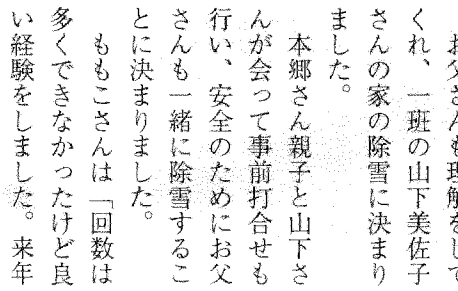 お父さんも理解をして
くれ、一班の山下美佐子
さんの家の除雪に決まり
ました。
　本郷さん親子と山下さ
んが会って事前打合せも
行い、安全のためにお父
さんも一緒に除雪するこ
とに決まりました。
　ももこさんは「回数は
多くできなかったけど良
い経験をしました。来年